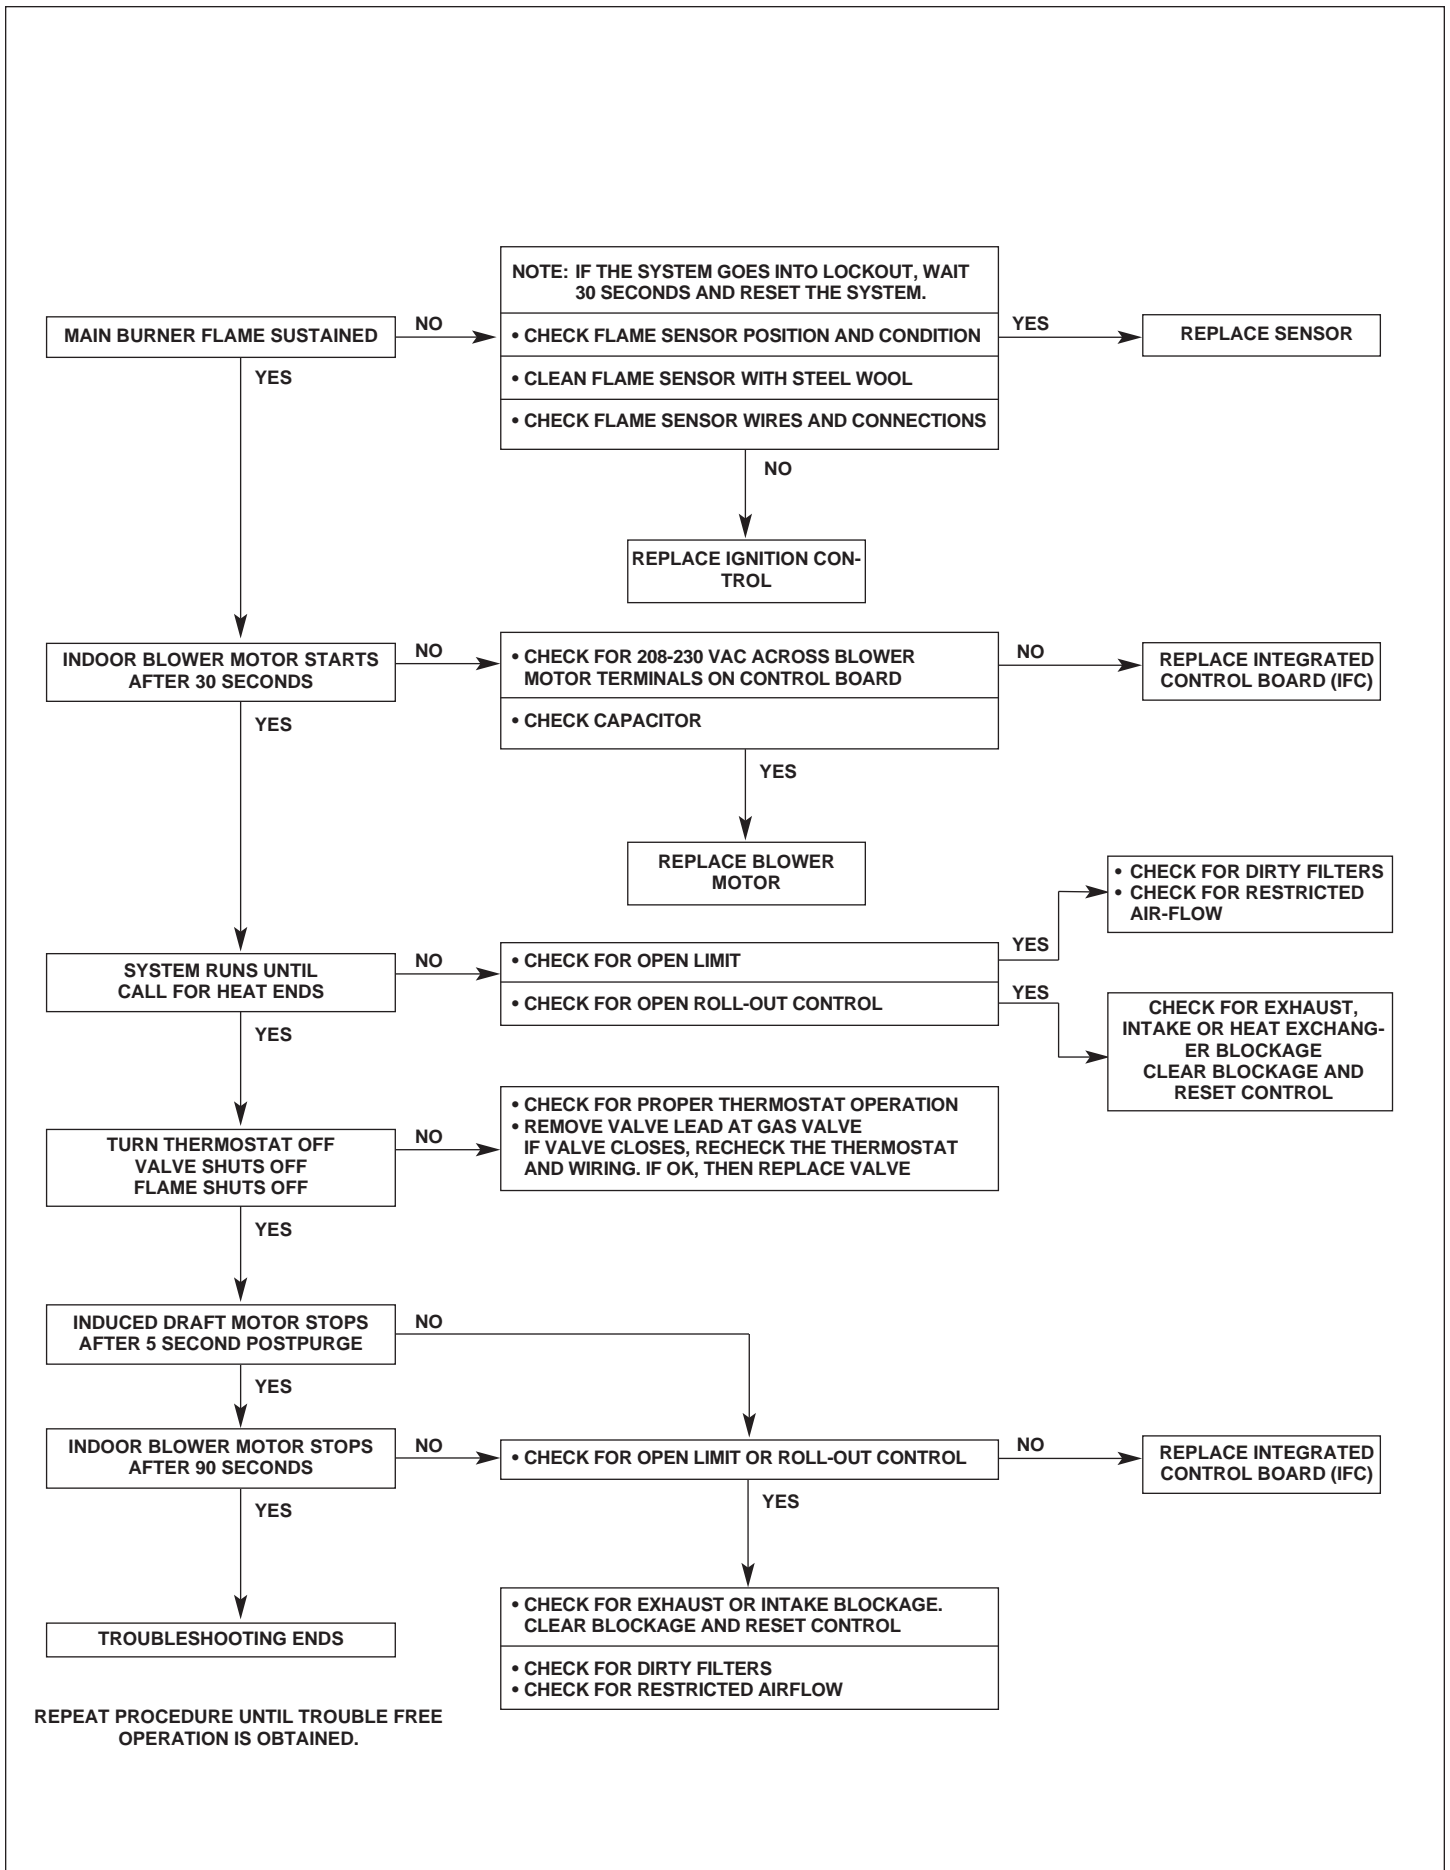 NOTE: IF THE SYSTEM GOES INTO LOCKOUT, WAIT
30 SECONDS AND RESET THE SYSTEM.
MAIN BURNER FLAME SUSTAINED
NO
• CHECK FLAME SENSOR POSITION AND CONDITION
YES
REPLACE SENSOR
YES
• CLEAN FLAME SENSOR WITH STEEL WOOL
• CHECK FLAME SENSOR WIRES AND CONNECTIONS
NO
REPLACE IGNITION CON-
TROL
INDOOR BLOWER MOTOR STARTS
AFTER 30 SECONDS
NO
• CHECK FOR 208-230 VAC ACROSS BLOWER
MOTOR TERMINALS ON CONTROL BOARD
NO
REPLACE INTEGRATED
CONTROL BOARD (IFC)
YES
• CHECK CAPACITOR
YES
REPLACE BLOWER
MOTOR
• CHECK FOR DIRTY FILTERS
• CHECK FOR RESTRICTED
AIR-FLOW
SYSTEM RUNS UNTIL
CALL FOR HEAT ENDS
NO
• CHECK FOR OPEN LIMIT
YES
• CHECK FOR OPEN ROLL-OUT CONTROL
YES
CHECK FOR EXHAUST,
INTAKE OR HEAT EXCHANG-
ER BLOCKAGE
CLEAR BLOCKAGE AND
RESET CONTROL
YES
TURN THERMOSTAT OFF
VALVE SHUTS OFF
FLAME SHUTS OFF
NO
• CHECK FOR PROPER THERMOSTAT OPERATION
• REMOVE VALVE LEAD AT GAS VALVE
IF VALVE CLOSES, RECHECK THE THERMOSTAT
AND WIRING. IF OK, THEN REPLACE VALVE
YES
INDUCED DRAFT MOTOR STOPS
AFTER 5 SECOND POSTPURGE
NO
YES
INDOOR BLOWER MOTOR STOPS
AFTER 90 SECONDS
NO
• CHECK FOR OPEN LIMIT OR ROLL-OUT CONTROL
NO
REPLACE INTEGRATED
CONTROL BOARD (IFC)
YES
YES
• CHECK FOR EXHAUST OR INTAKE BLOCKAGE.
CLEAR BLOCKAGE AND RESET CONTROL
TROUBLESHOOTING ENDS
• CHECK FOR DIRTY FILTERS
• CHECK FOR RESTRICTED AIRFLOW
REPEAT PROCEDURE UNTIL TROUBLE FREE
OPERATION IS OBTAINED.